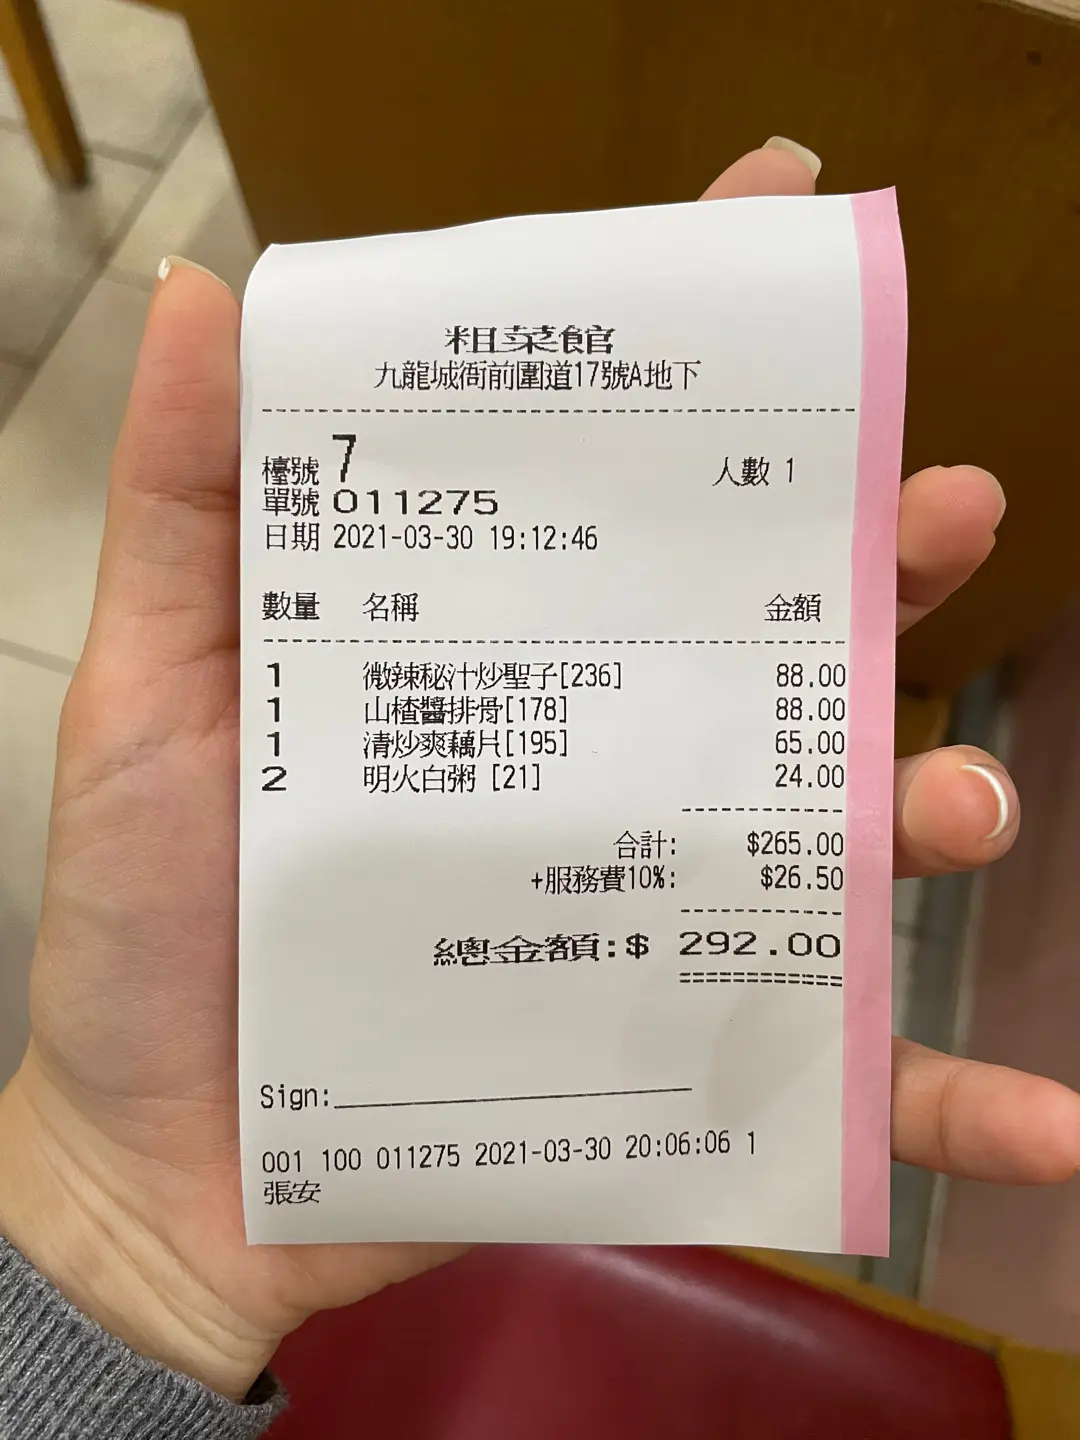 粗菜館
九龍城衙前圍道17號A地下
檯號 7 人數 1
單號 011275
日期 2021-03-30 19:12:46
數量 名稱 金額
1 微辣秘汁炒聖子[236] 88.00
1 山楂醬排骨[178] 88.00
1 清炒爽藕片[195] 65.00
2 明火白粥 [21] 24.00
合計: $265.00
+服務費10%: $26.50
總金額:$ 292.00
Sign:
001 100 011275 2021-03-30 20:06:06 1
張安